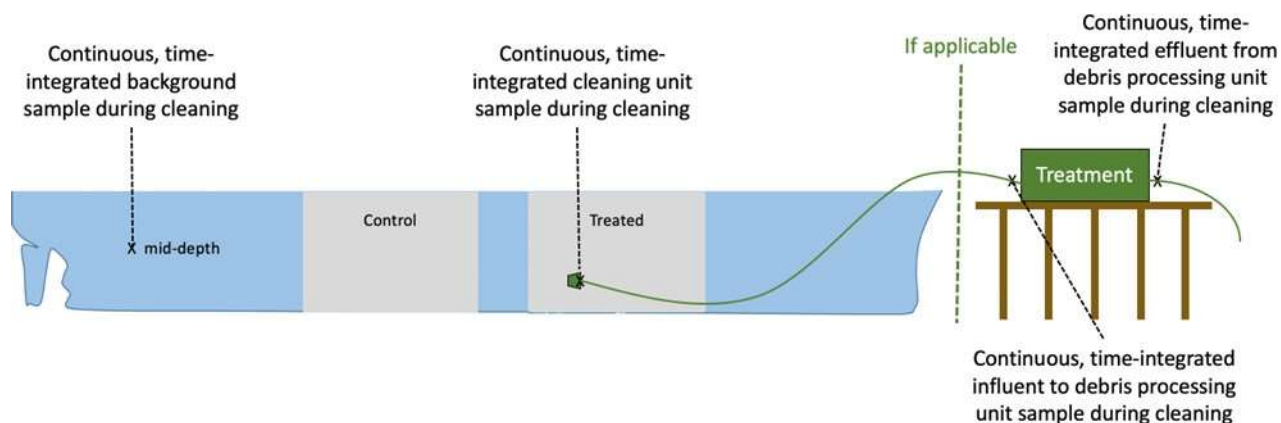 Continuous, time-
integrated background
sample during cleaning
Continuous, time-
integrated cleaning unit
sample during cleaning
If applicable
Continuous, time-
integrated effluent from
debris processing unit
sample during cleaning
Treatment
Control
Treated
X mid-depth
X
X
X
Continuous, time-integrated
influent to debris processing
unit sample during cleaning